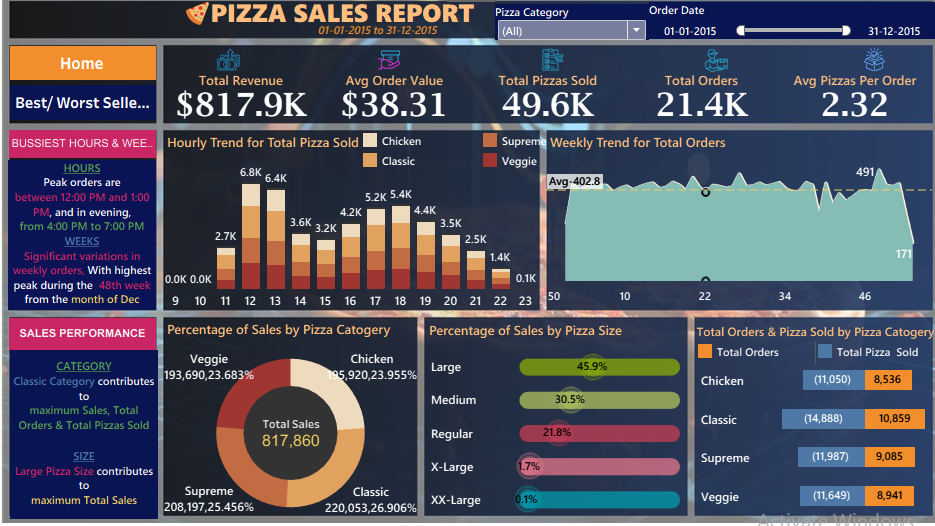 PIZZA SALES REPORT
01-01-2015 to 31-12-2015
Pizza Category
(All)
Order Date
01-01-2015
31-12-2015
Home
Best/ Worst Selle...
Total Revenue
$817.9K
Avg Order Value
$38.31
Total Pizzas Sold
49.6K
Total Orders
21.4K
Avg Pizzas Per Order
2.32
BUSSIEST HOURS & WEE..
HOURS
Peak orders are
between 12:00 PM and 1:00
PM, and in evening,
from 4:00 PM to 7:00 PM
WEEKS
Significant variations in
weekly orders, With highest
peak during the 48th week
from the month of Dec
Hourly Trend for Total Pizza Sold
Chicken
Classic
Supreme
Veggie
0.0K 0.0K 2.7K 6.8K 6.4K 3.6K 3.2K 4.2K 5.2K 5.4K 4.4K 3.5K 2.5K 1.4K 0.1K
9 10 11 12 13 14 15 16 17 18 19 20 21 22 23
Weekly Trend for Total Orders
Avg-402.8
491
171
50 10 22 34 46
SALES PERFORMANCE
CATEGORY
Classic Category contributes
to
maximum Sales, Total
Orders & Total Pizzas Sold
SIZE
Large Pizza Size contributes
to
maximum Total Sales
Percentage of Sales by Pizza Catogery
Veggie
193,690,23.683%
Chicken
195,920,23.955%
Total Sales
817,860
Supreme
208,197,25.456%
Classic
220,053,26.906%
Percentage of Sales by Pizza Size
Large 45.9%
Medium 30.5%
Regular 21.8%
X-Large 1.7%
XX-Large 0.1%
Total Orders & Pizza Sold by Pizza Category
Total Orders
Total Pizza Sold
Chicken (11,050) 8,536
Classic (14,888) 10,859
Supreme (11,987) 9,085
Veggie (11,649) 8,941
Activate Windows